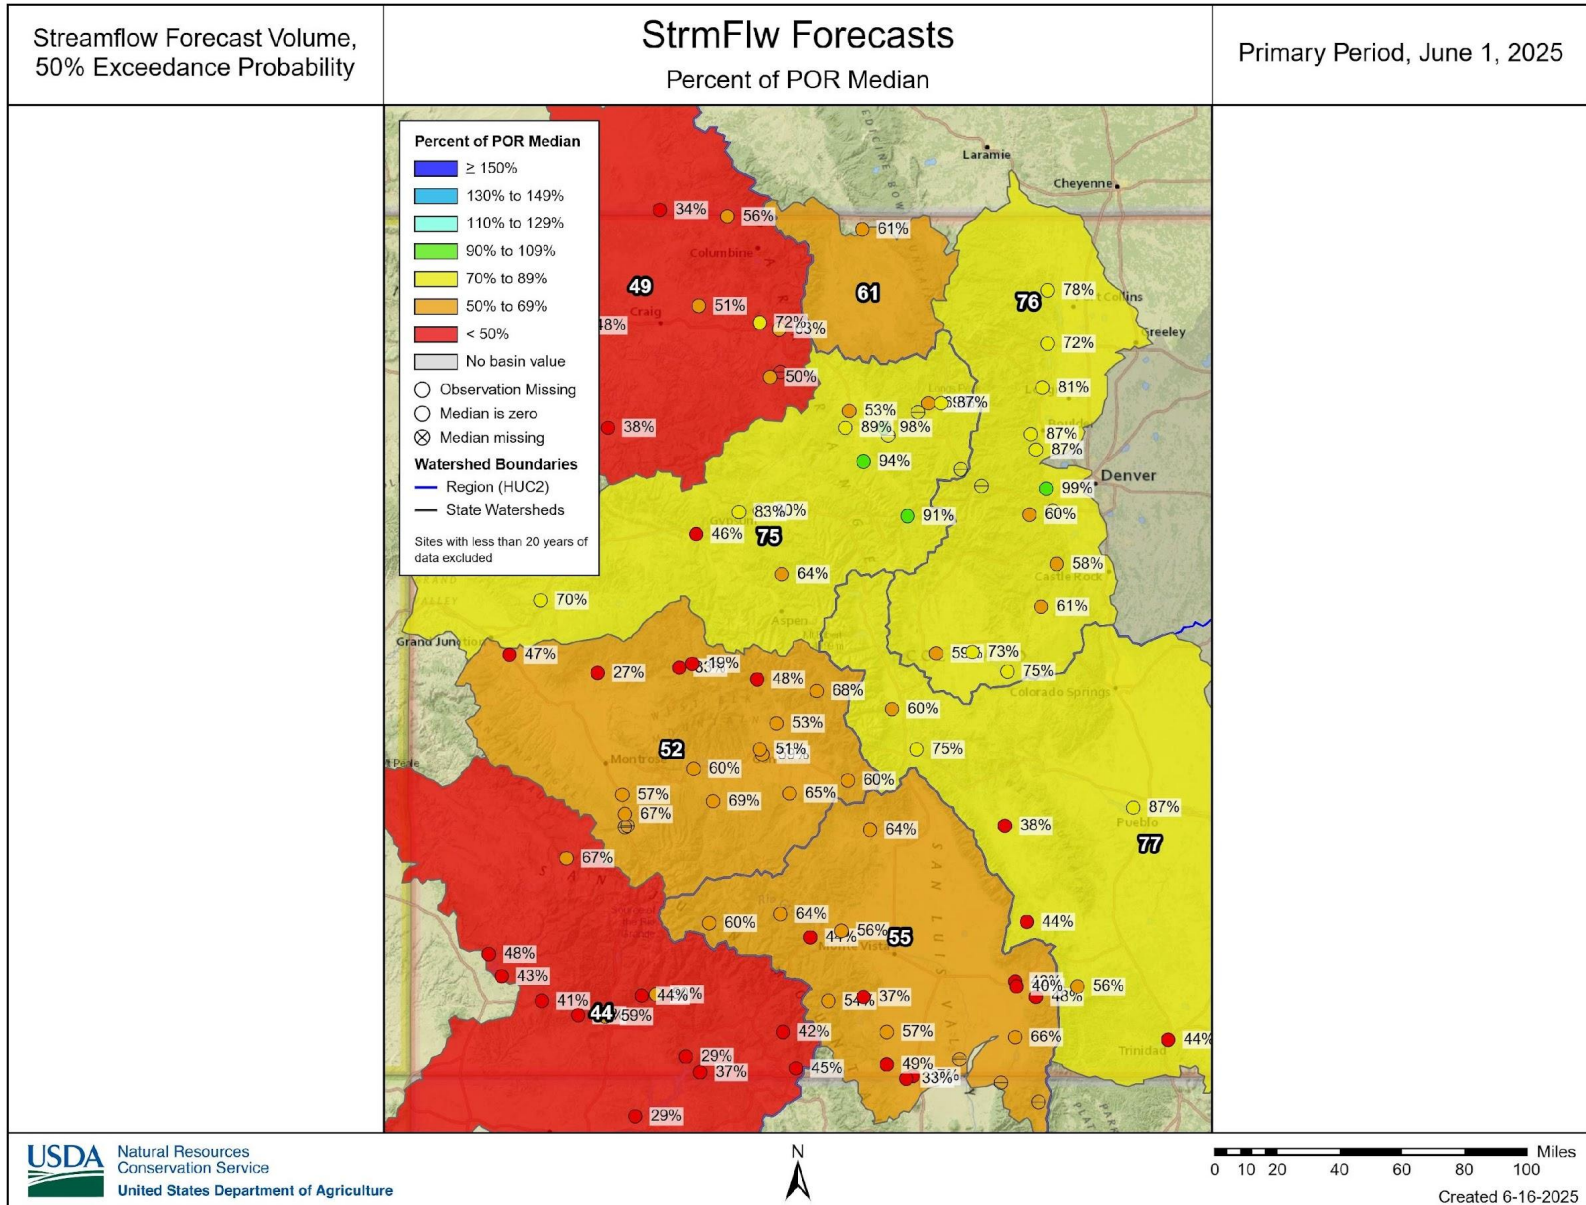 Streamflow Forecast Volume,
50% Exceedance Probability
StrmFlw Forecasts
Percent of POR Median
Primary Period, June 1, 2025
Percent of POR Median
≥ 150%
130% to 149%
110% to 129%
90% to 109%
70% to 89%
50% to 69%
< 50%
No basin value
Observation Missing
Median is zero
Median missing
Watershed Boundaries
Region (HUC2)
State Watersheds
Sites with less than 20 years of
data excluded
Laramie
Cheyenne
34%
56%
61%
Columbine
49
61
76
78%
Collins
51%
Craig
72%
Greeley
72%
50%
81%
53%
87%
38%
89%
98%
87%
Boulder
87%
94%
Denver
99%
83%
91%
60%
46%
75
64%
58%
Castle Rock
70%
61%
Aspen
Grand Junction
47%
27%
19%
48%
68%
73%
75%
Colorado Springs
60%
53%
52
51%
75%
Montrose
60%
60%
57%
69%
65%
87%
67%
64%
38%
Pueblo
77
67%
SAN LUIS VAL
60%
64%
56%
55
44%
Monte Vista
48%
43%
40%
56%
41%
44%
37%
44
59%
42%
57%
66%
44%
29%
37%
45%
49%
33%
Trinidad
29%
USDA
Natural Resources
Conservation Service
United States Department of Agriculture
N
Miles
0 10 20 40 60 80 100
Created 6-16-2025